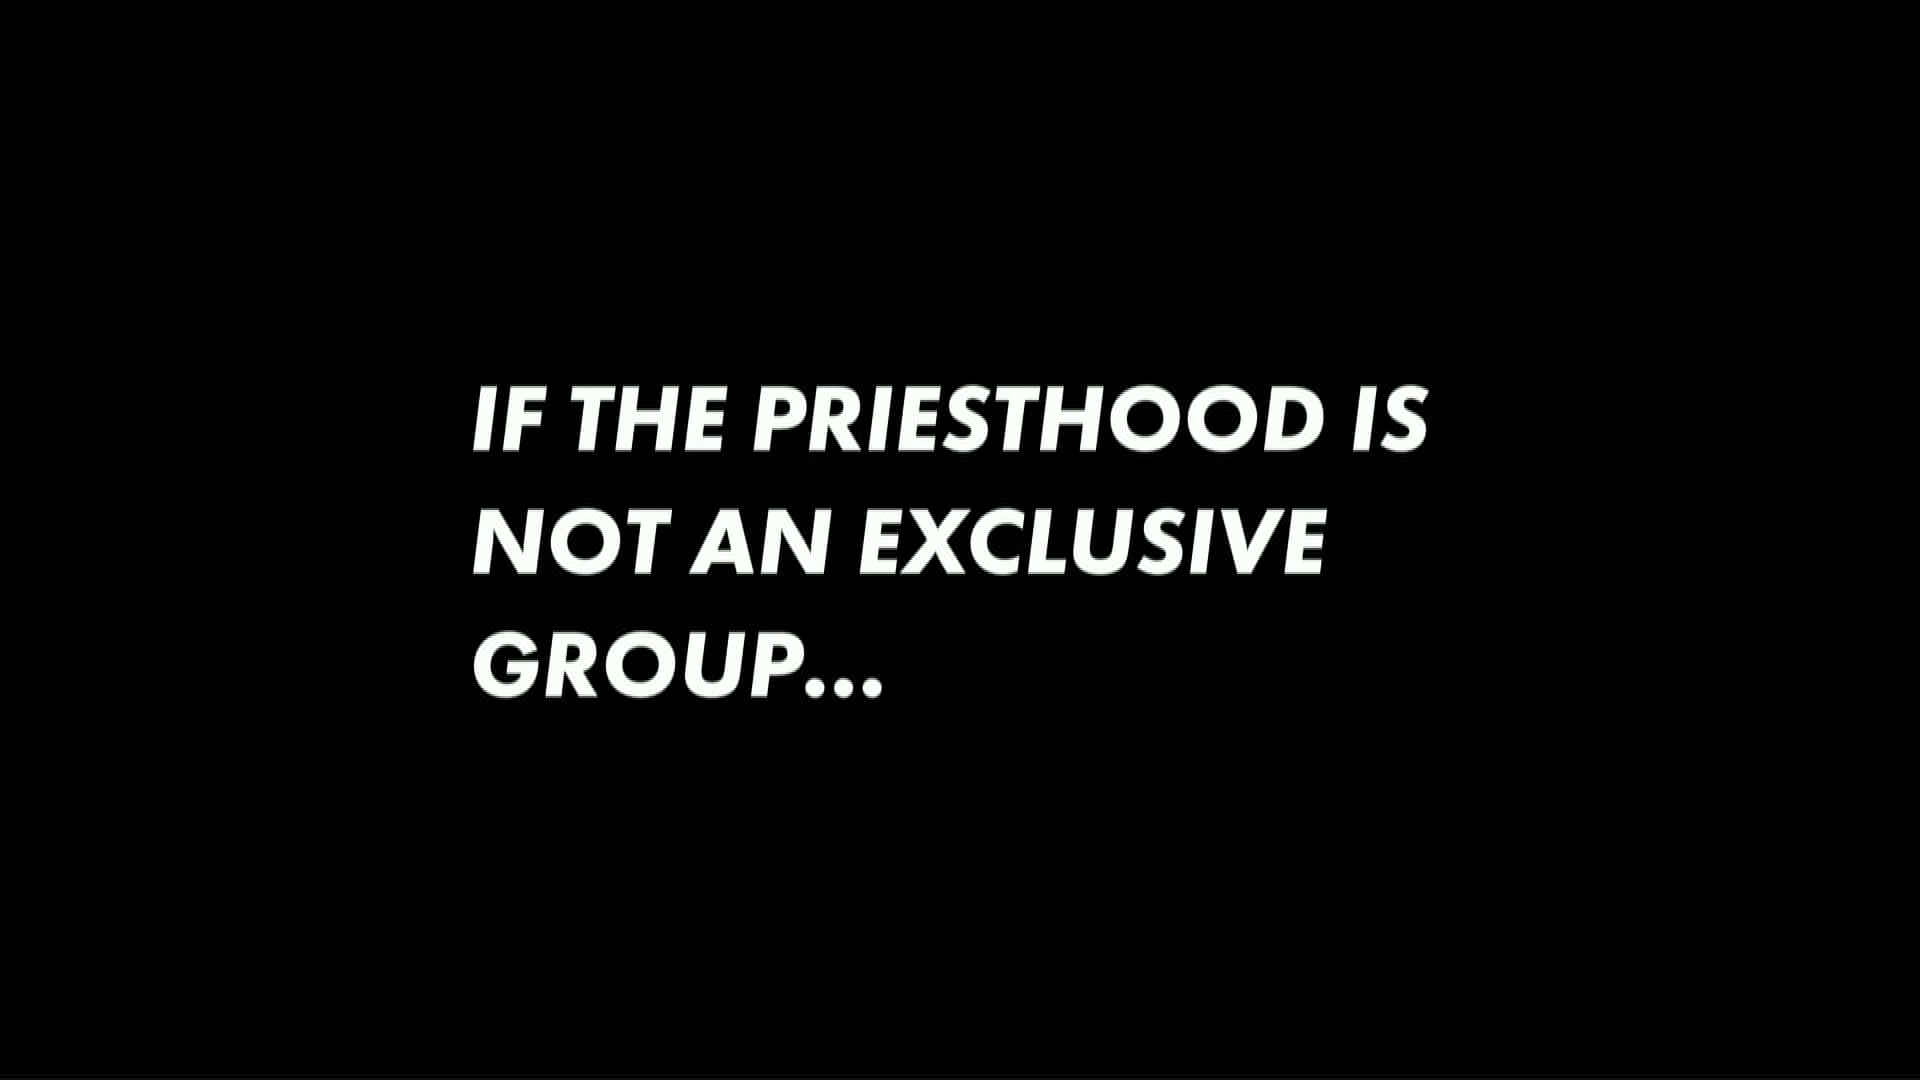 IF THE PRIESTHOOD IS
NOT AN EXCLUSIVE
GROUP...